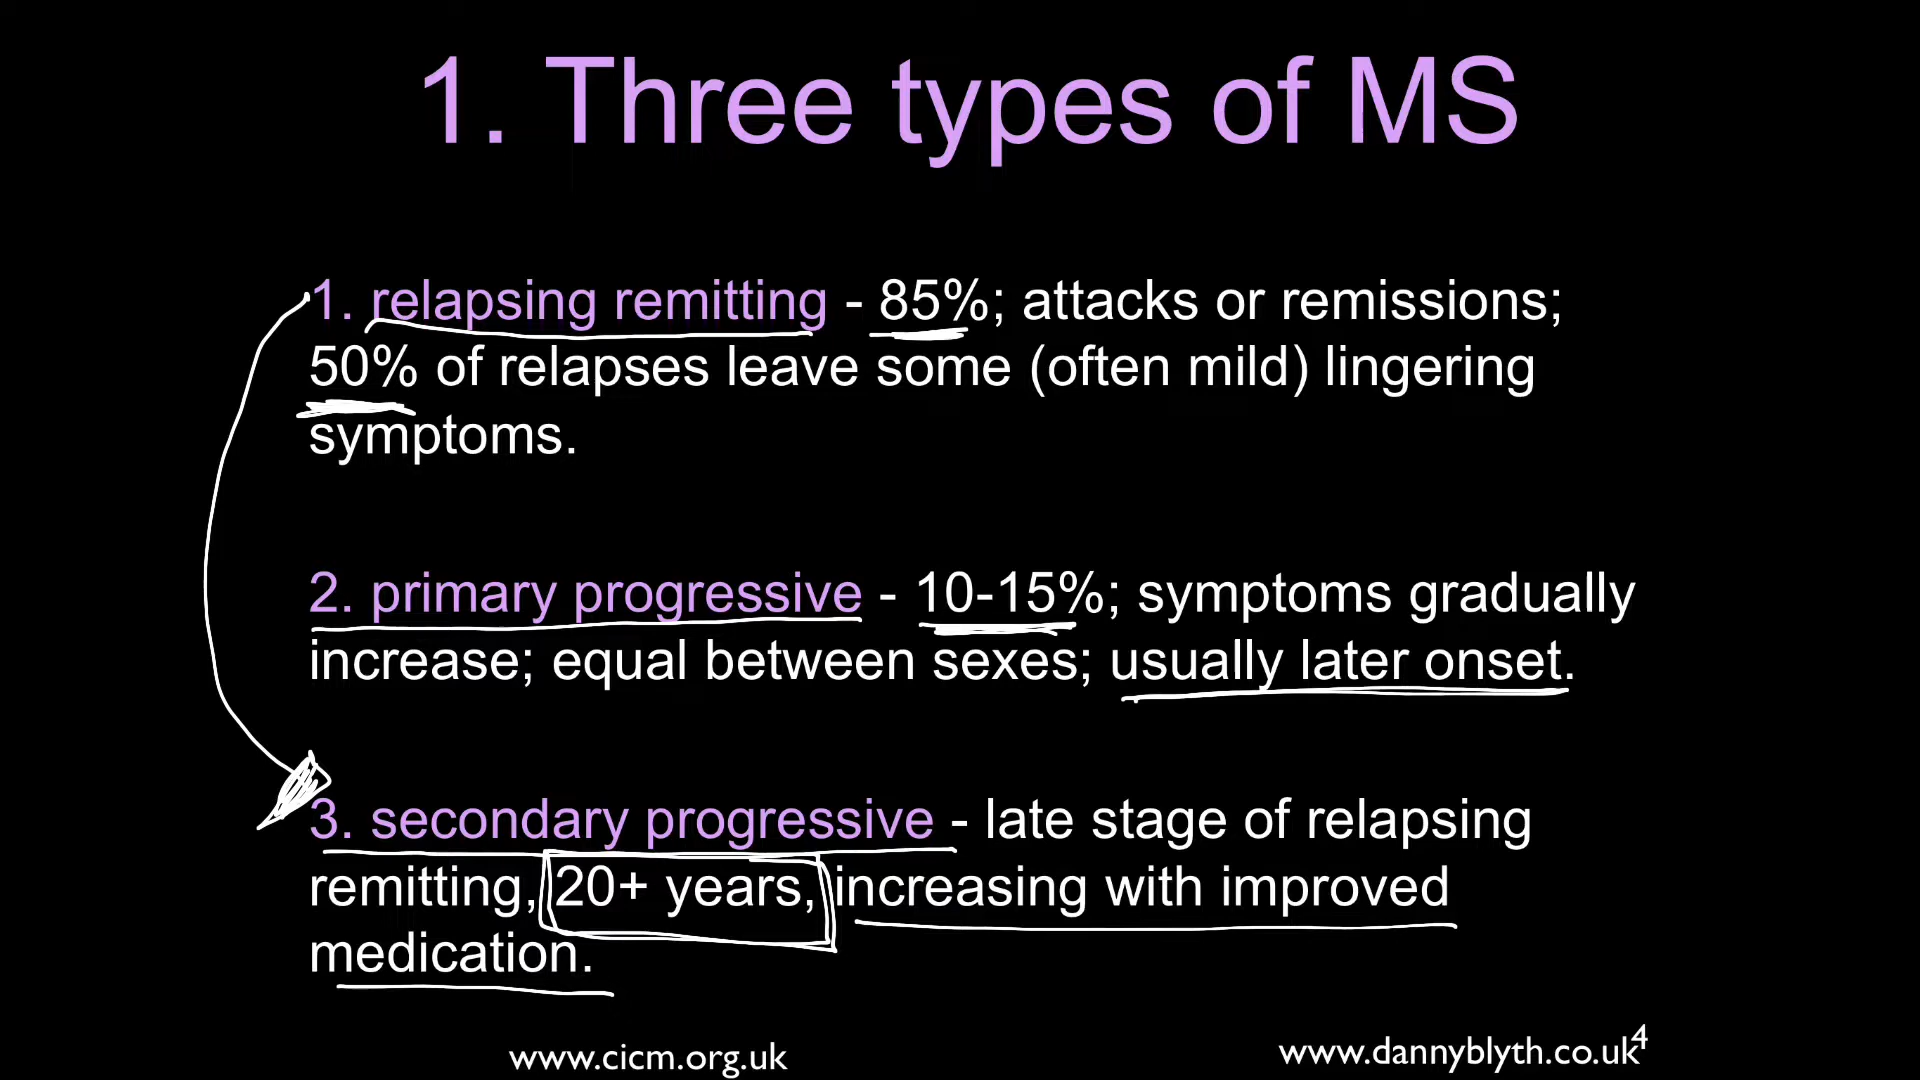 1. Three types of MS
1. relapsing remitting - 85%; attacks or remissions;
50% of relapses leave some (often mild) lingering
symptoms.
2. primary progressive - 10-15%; symptoms gradually
increase; equal between sexes; usually later onset.
3. secondary progressive - late stage of relapsing
remitting, 20+ years, increasing with improved
medication.
www.cicm.org.uk
www.dannyblyth.co.uk
4